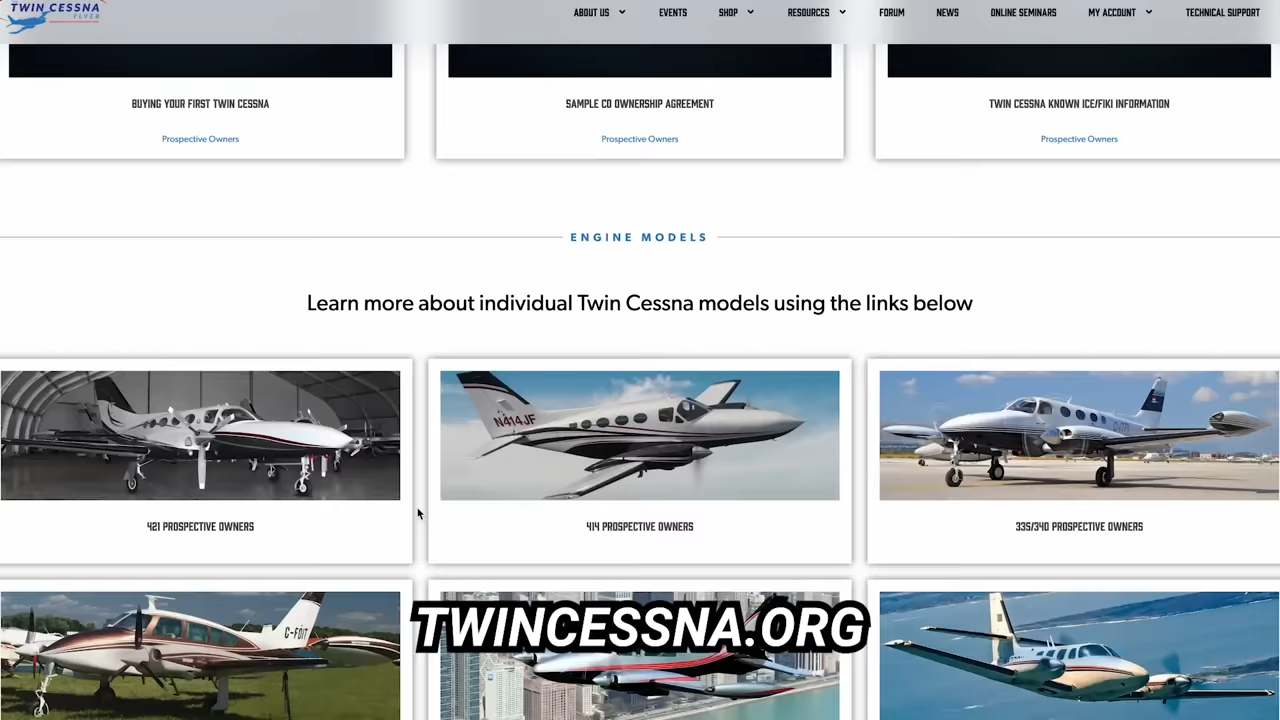 TWIN CESSNA
FLYER
ABOUT US
EVENTS
SHOP
RESOURCES
FORUM
NEWS
ONLINE SEMINARS
MY ACCOUNT
TECHNICAL SUPPORT
BUYING YOUR FIRST TWIN CESSNA
Prospective Owners
SAMPLE CO OWNERSHIP AGREEMENT
Prospective Owners
TWIN CESSNA KNOWN ICE/FIKI INFORMATION
Prospective Owners
ENGINE MODELS
Learn more about individual Twin Cessna models using the links below
N414JF
421 PROSPECTIVE OWNERS
414 PROSPECTIVE OWNERS
335/340 PROSPECTIVE OWNERS
TWINCESSNA.ORG